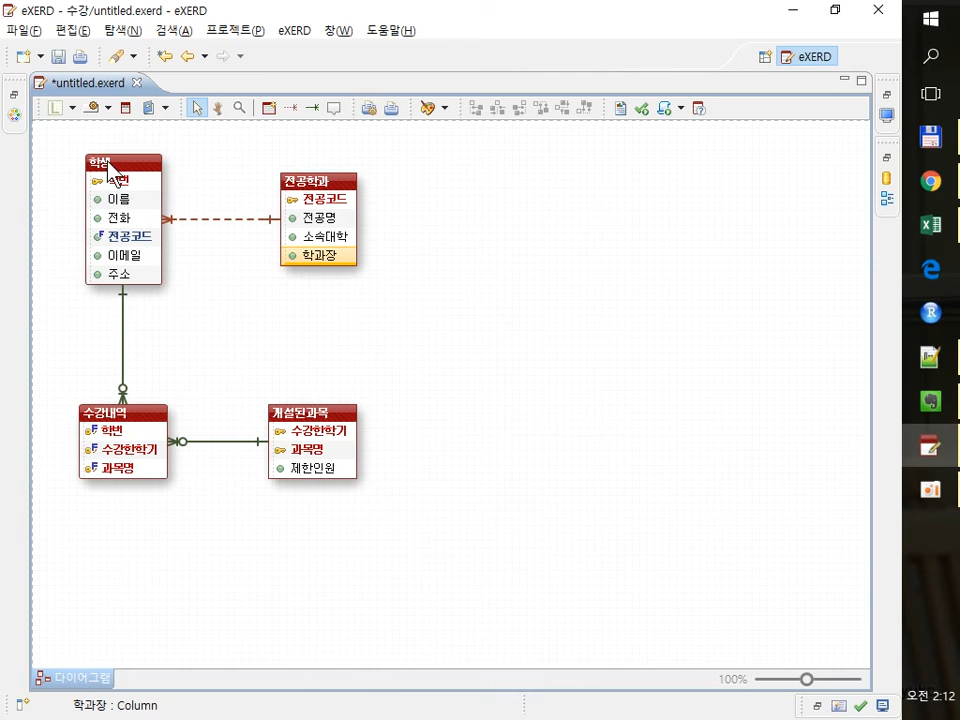 eXERD - 수강/untitled.exerd - eXERD
파일(F) 편집(E) 탐색(N) 검색(A) 프로젝트(P) eXERD 창(W) 도움말(H)
eXERD
*untitled.exerd
학생
전공학과
이름
전화
전공코드
이메일
주소
전공코드
전공명
소속대학
학과장
수강내역
학번
수강한학기
과목명
개설된과목
수강한학기
과목명
제한인원
다이어그램
100%
학과장 : Column
오전 2:12